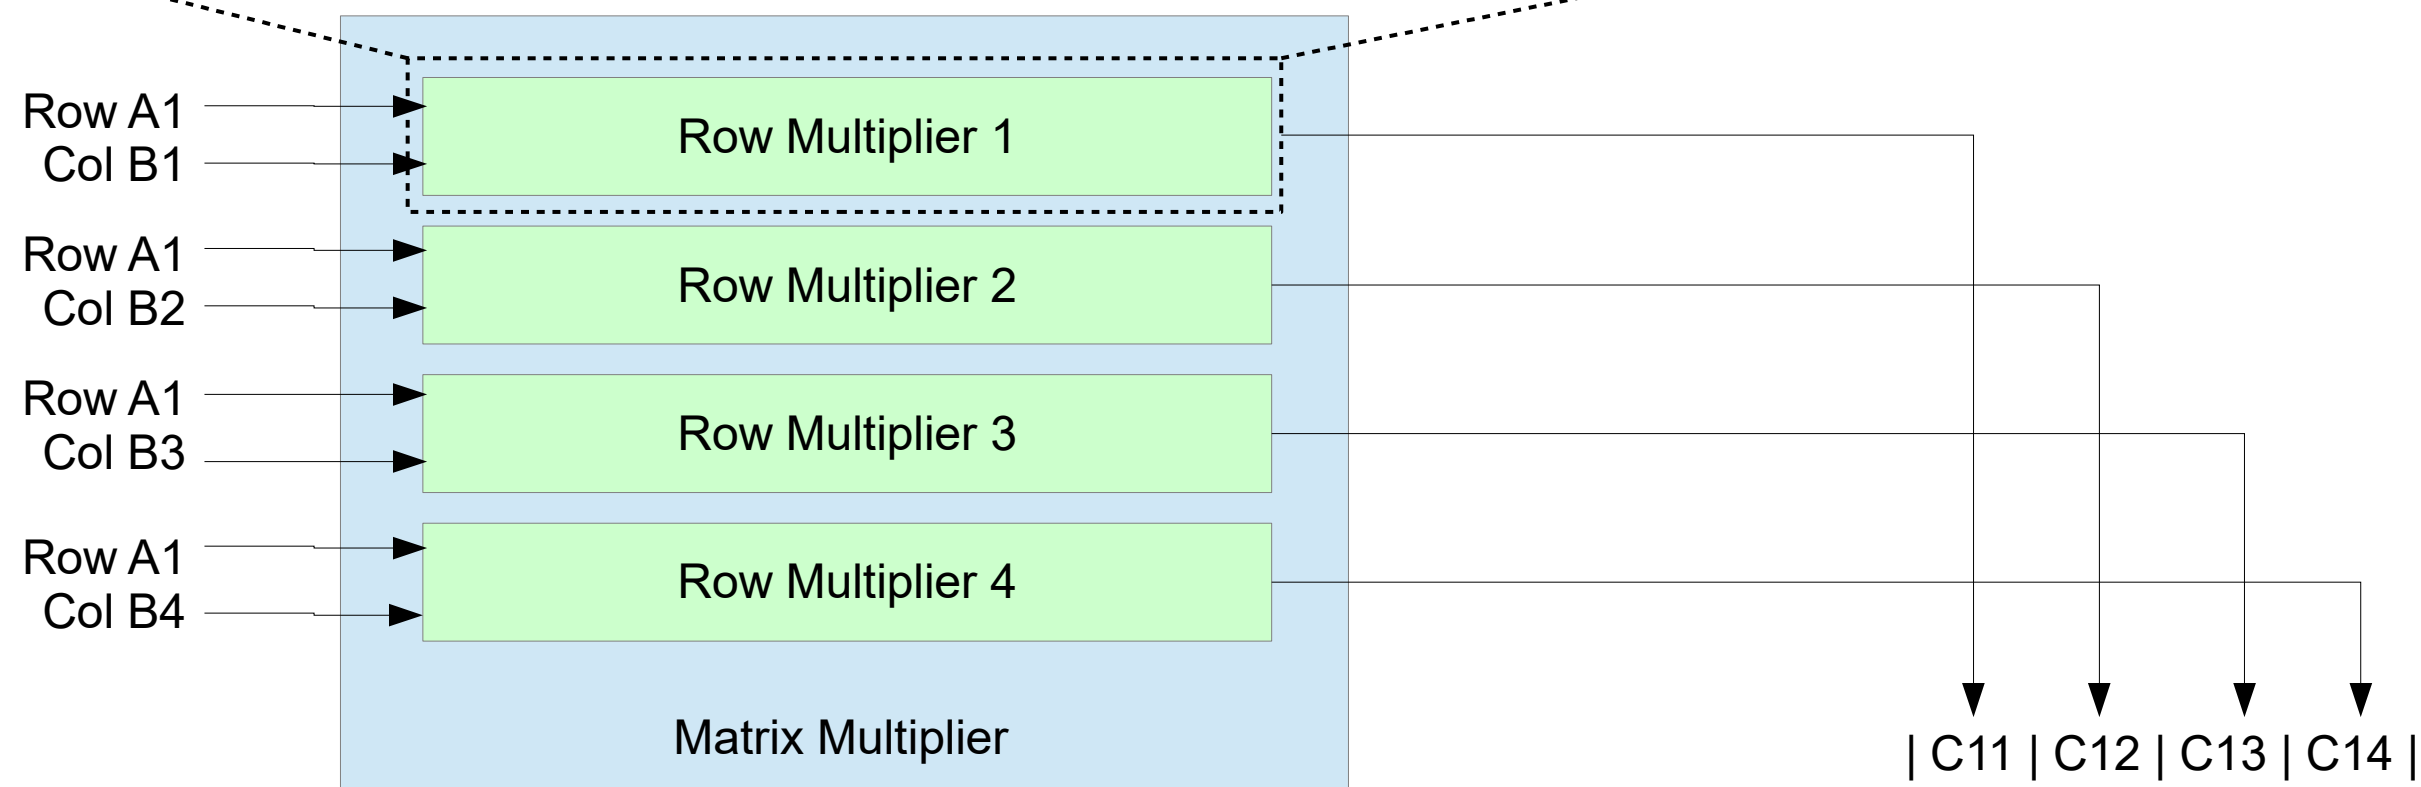 Row A1
Col B1
Row Multiplier 1
Row A1
Col B2
Row Multiplier 2
Row A1
Col B3
Row Multiplier 3
Row A1
Col B4
Row Multiplier 4
Matrix Multiplier
| C11 | C12 | C13 | C14 |